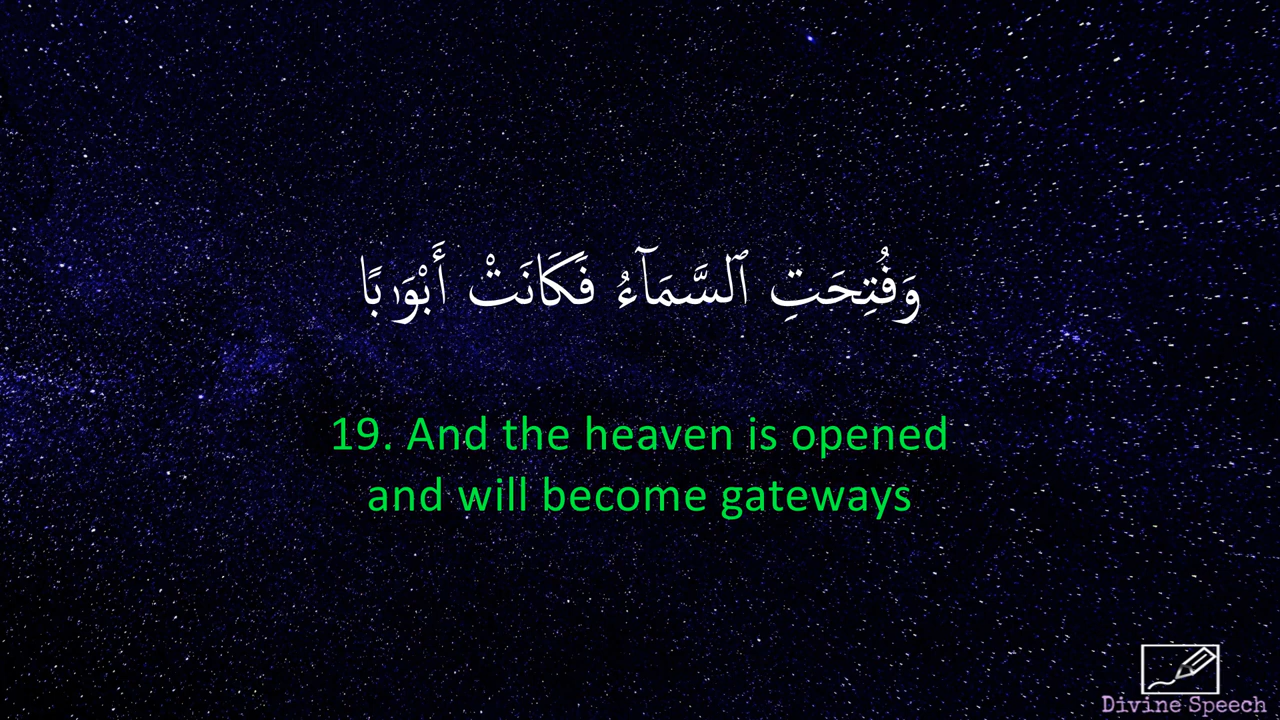 وَفُتِحَتِ ٱلسَّمَآءُ فَكَانَتْ أَبْوَٰبًا
19. And the heaven is opened
and will become gateways
Divine Speech